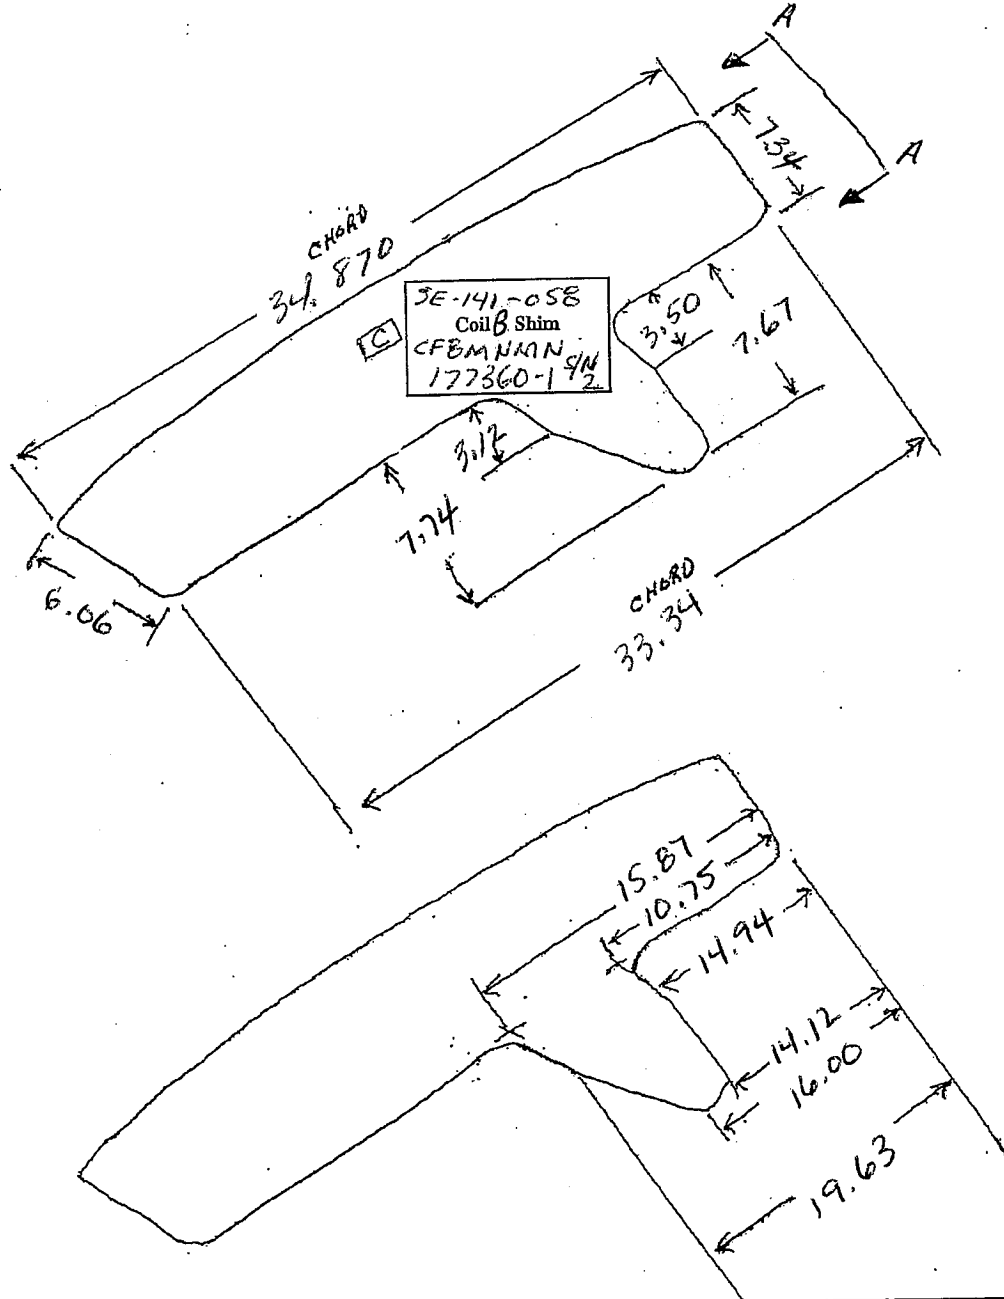 A
7.34
A
CHORD
34.870
SE-141-058
Coil B Shim
CFBMNMN
177360-1 S/N 2
C
3.50
7.67
3.12
7.74
6.06
CHORD
33.34
15.87
10.75
14.94
14.12
16.00
19.63